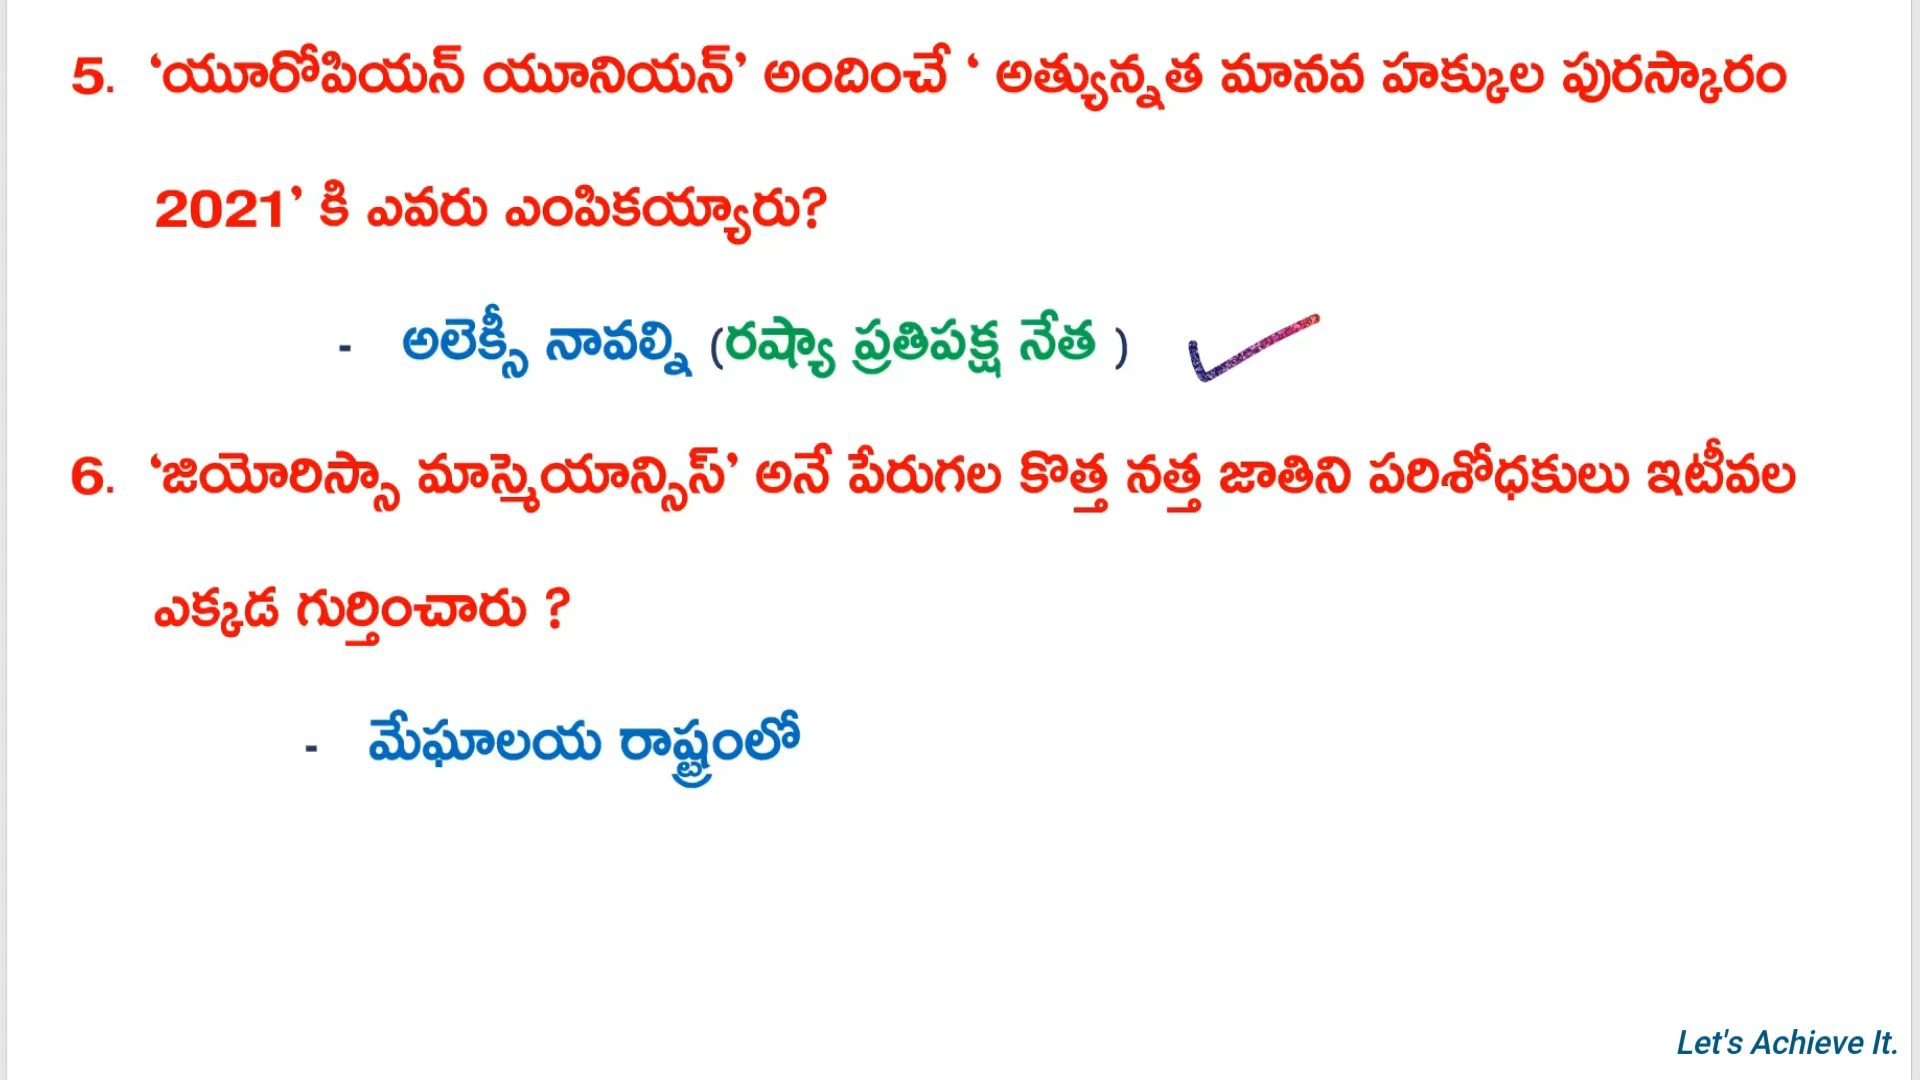 5. ‘యూరోపియన్ యూనియన్’ అందించే ‘ అత్యున్నత మానవ హక్కుల పురస్కారం
2021’ కి ఎవరు ఎంపికయ్యారు?
- అలెక్సీ నావల్ని (రష్యా ప్రతిపక్ష నేత )
6. ‘జియోరిస్సా మాస్మెయాన్సిస్’ అనే పేరుగల కొత్త నత్త జాతిని పరిశోధకులు ఇటీవల
ఎక్కడ గుర్తించారు ?
- మేఘాలయ రాష్ట్రంలో
Let's Achieve It.